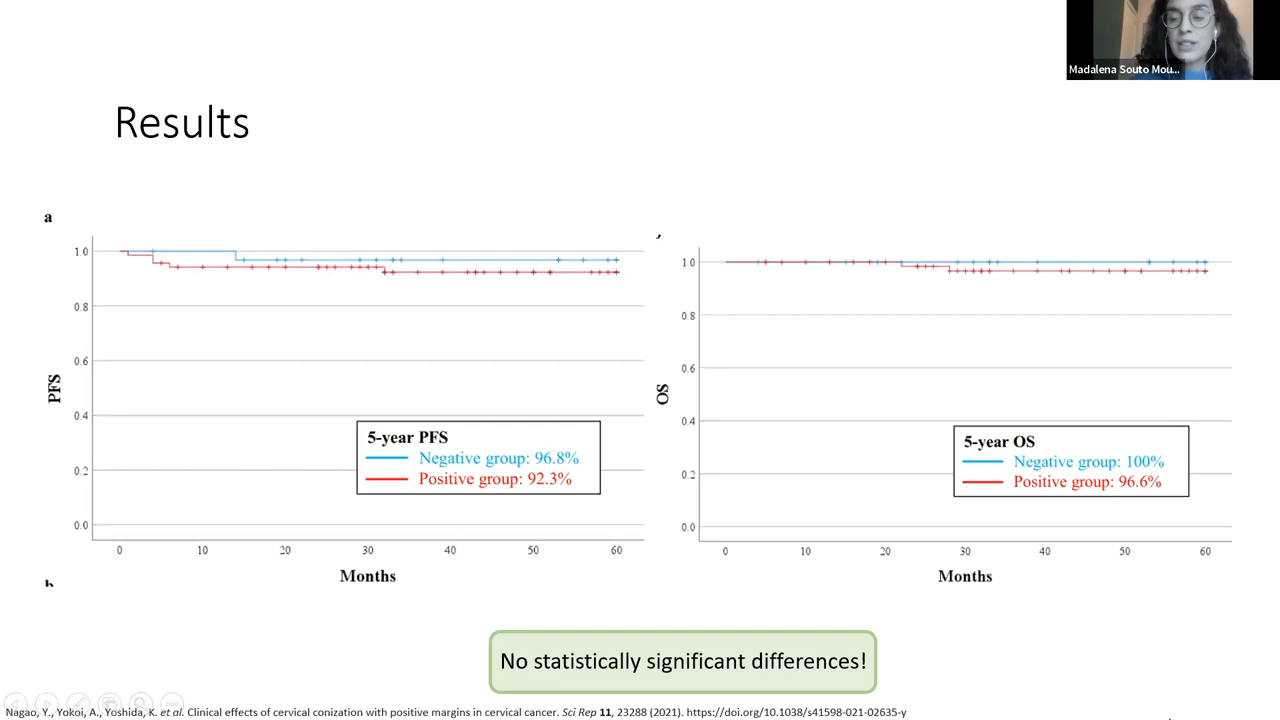 Madalena Souto Mou...
Results
a
1.0
0.8
0.6
0.4
0.2
0.0
PFS
0 10 20 30 40 50 60
Months
5-year PFS
Negative group: 96.8%
Positive group: 92.3%
1.0
0.8
0.6
0.4
0.2
0.0
OS
0 10 20 30 40 50 60
Months
5-year OS
Negative group: 100%
Positive group: 96.6%
No statistically significant differences!
Nagao, Y., Yokoi, A., Yoshida, K. et al. Clinical effects of cervical conization with positive margins in cervical cancer. Sci Rep 11, 23288 (2021). https://doi.org/10.1038/s41598-021-02635-y